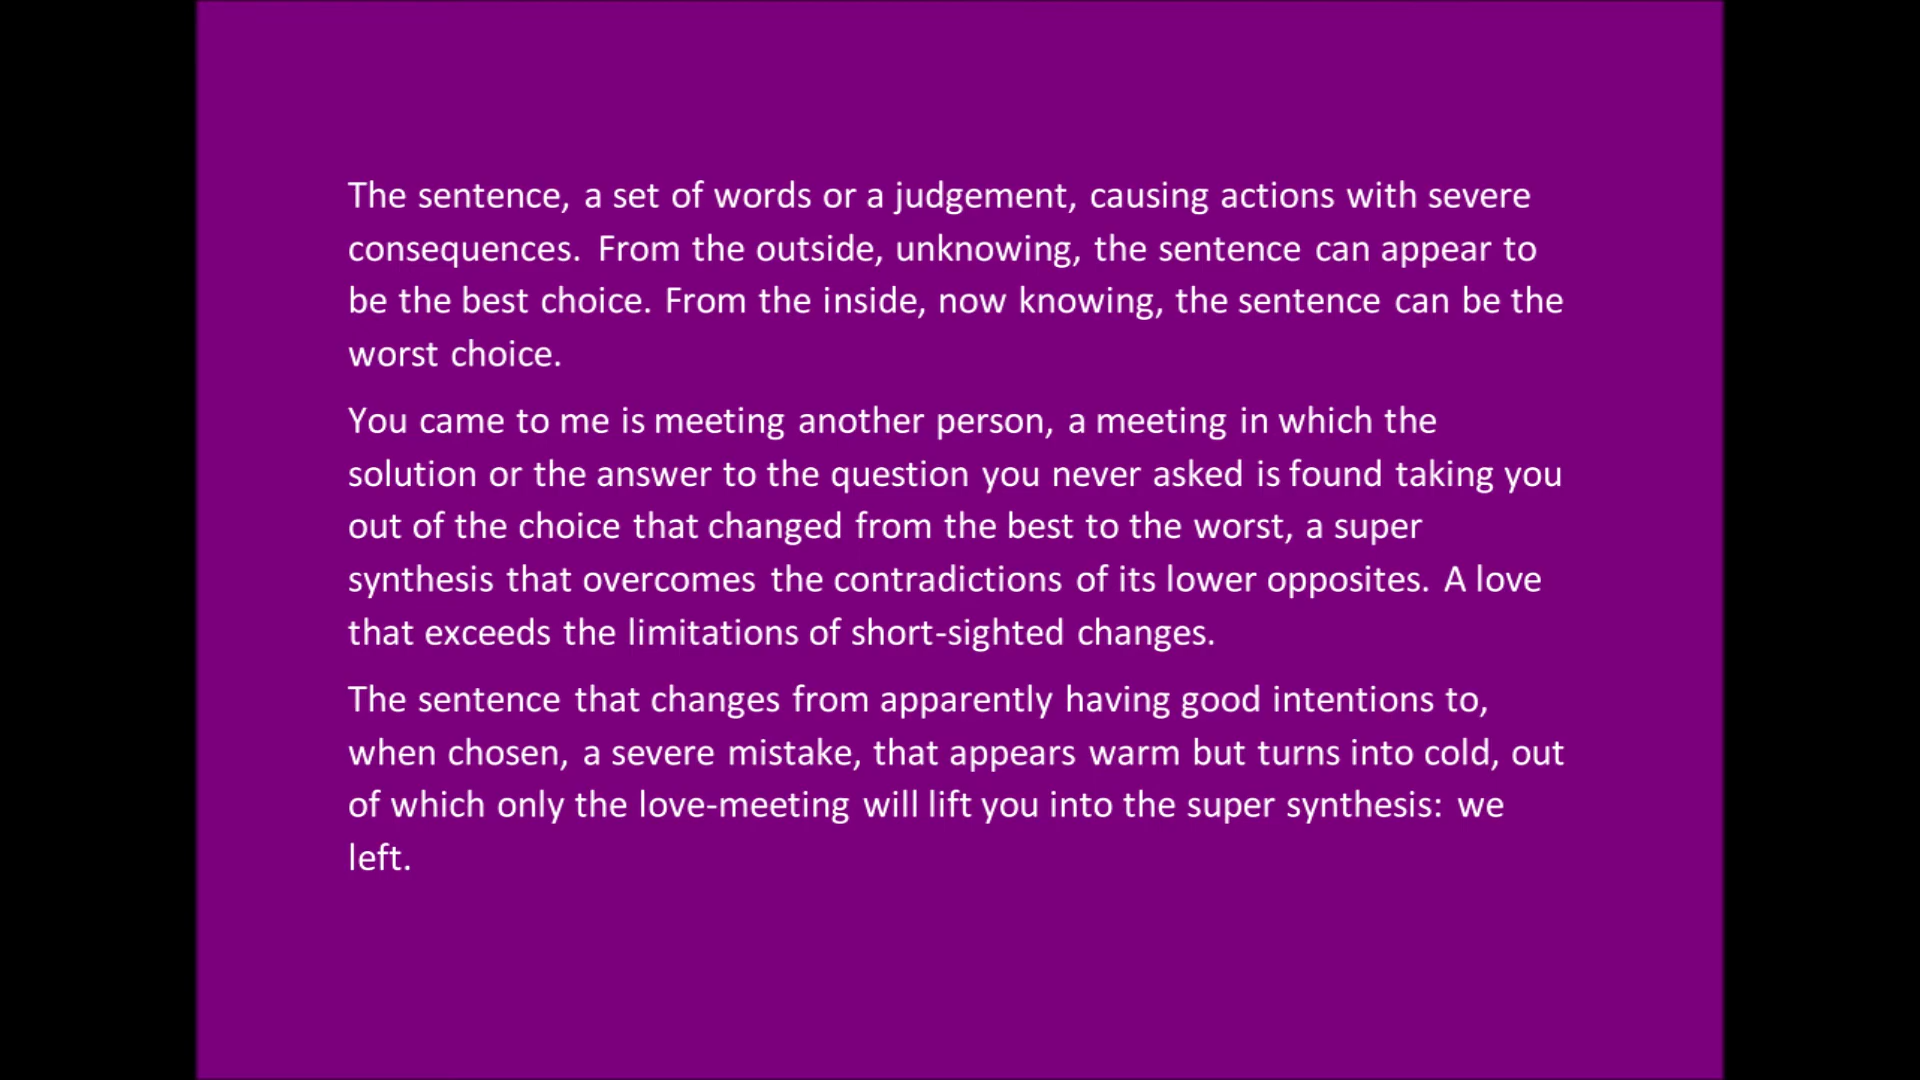 The sentence, a set of words or a judgement, causing actions with severe
consequences. From the outside, unknowing, the sentence can appear to
be the best choice. From the inside, now knowing, the sentence can be the
worst choice.
You came to me is meeting another person, a meeting in which the
solution or the answer to the question you never asked is found taking you
out of the choice that changed from the best to the worst, a super
synthesis that overcomes the contradictions of its lower opposites. A love
that exceeds the limitations of short-sighted changes.
The sentence that changes from apparently having good intentions to,
when chosen, a severe mistake, that appears warm but turns into cold, out
of which only the love-meeting will lift you into the super synthesis: we
left.